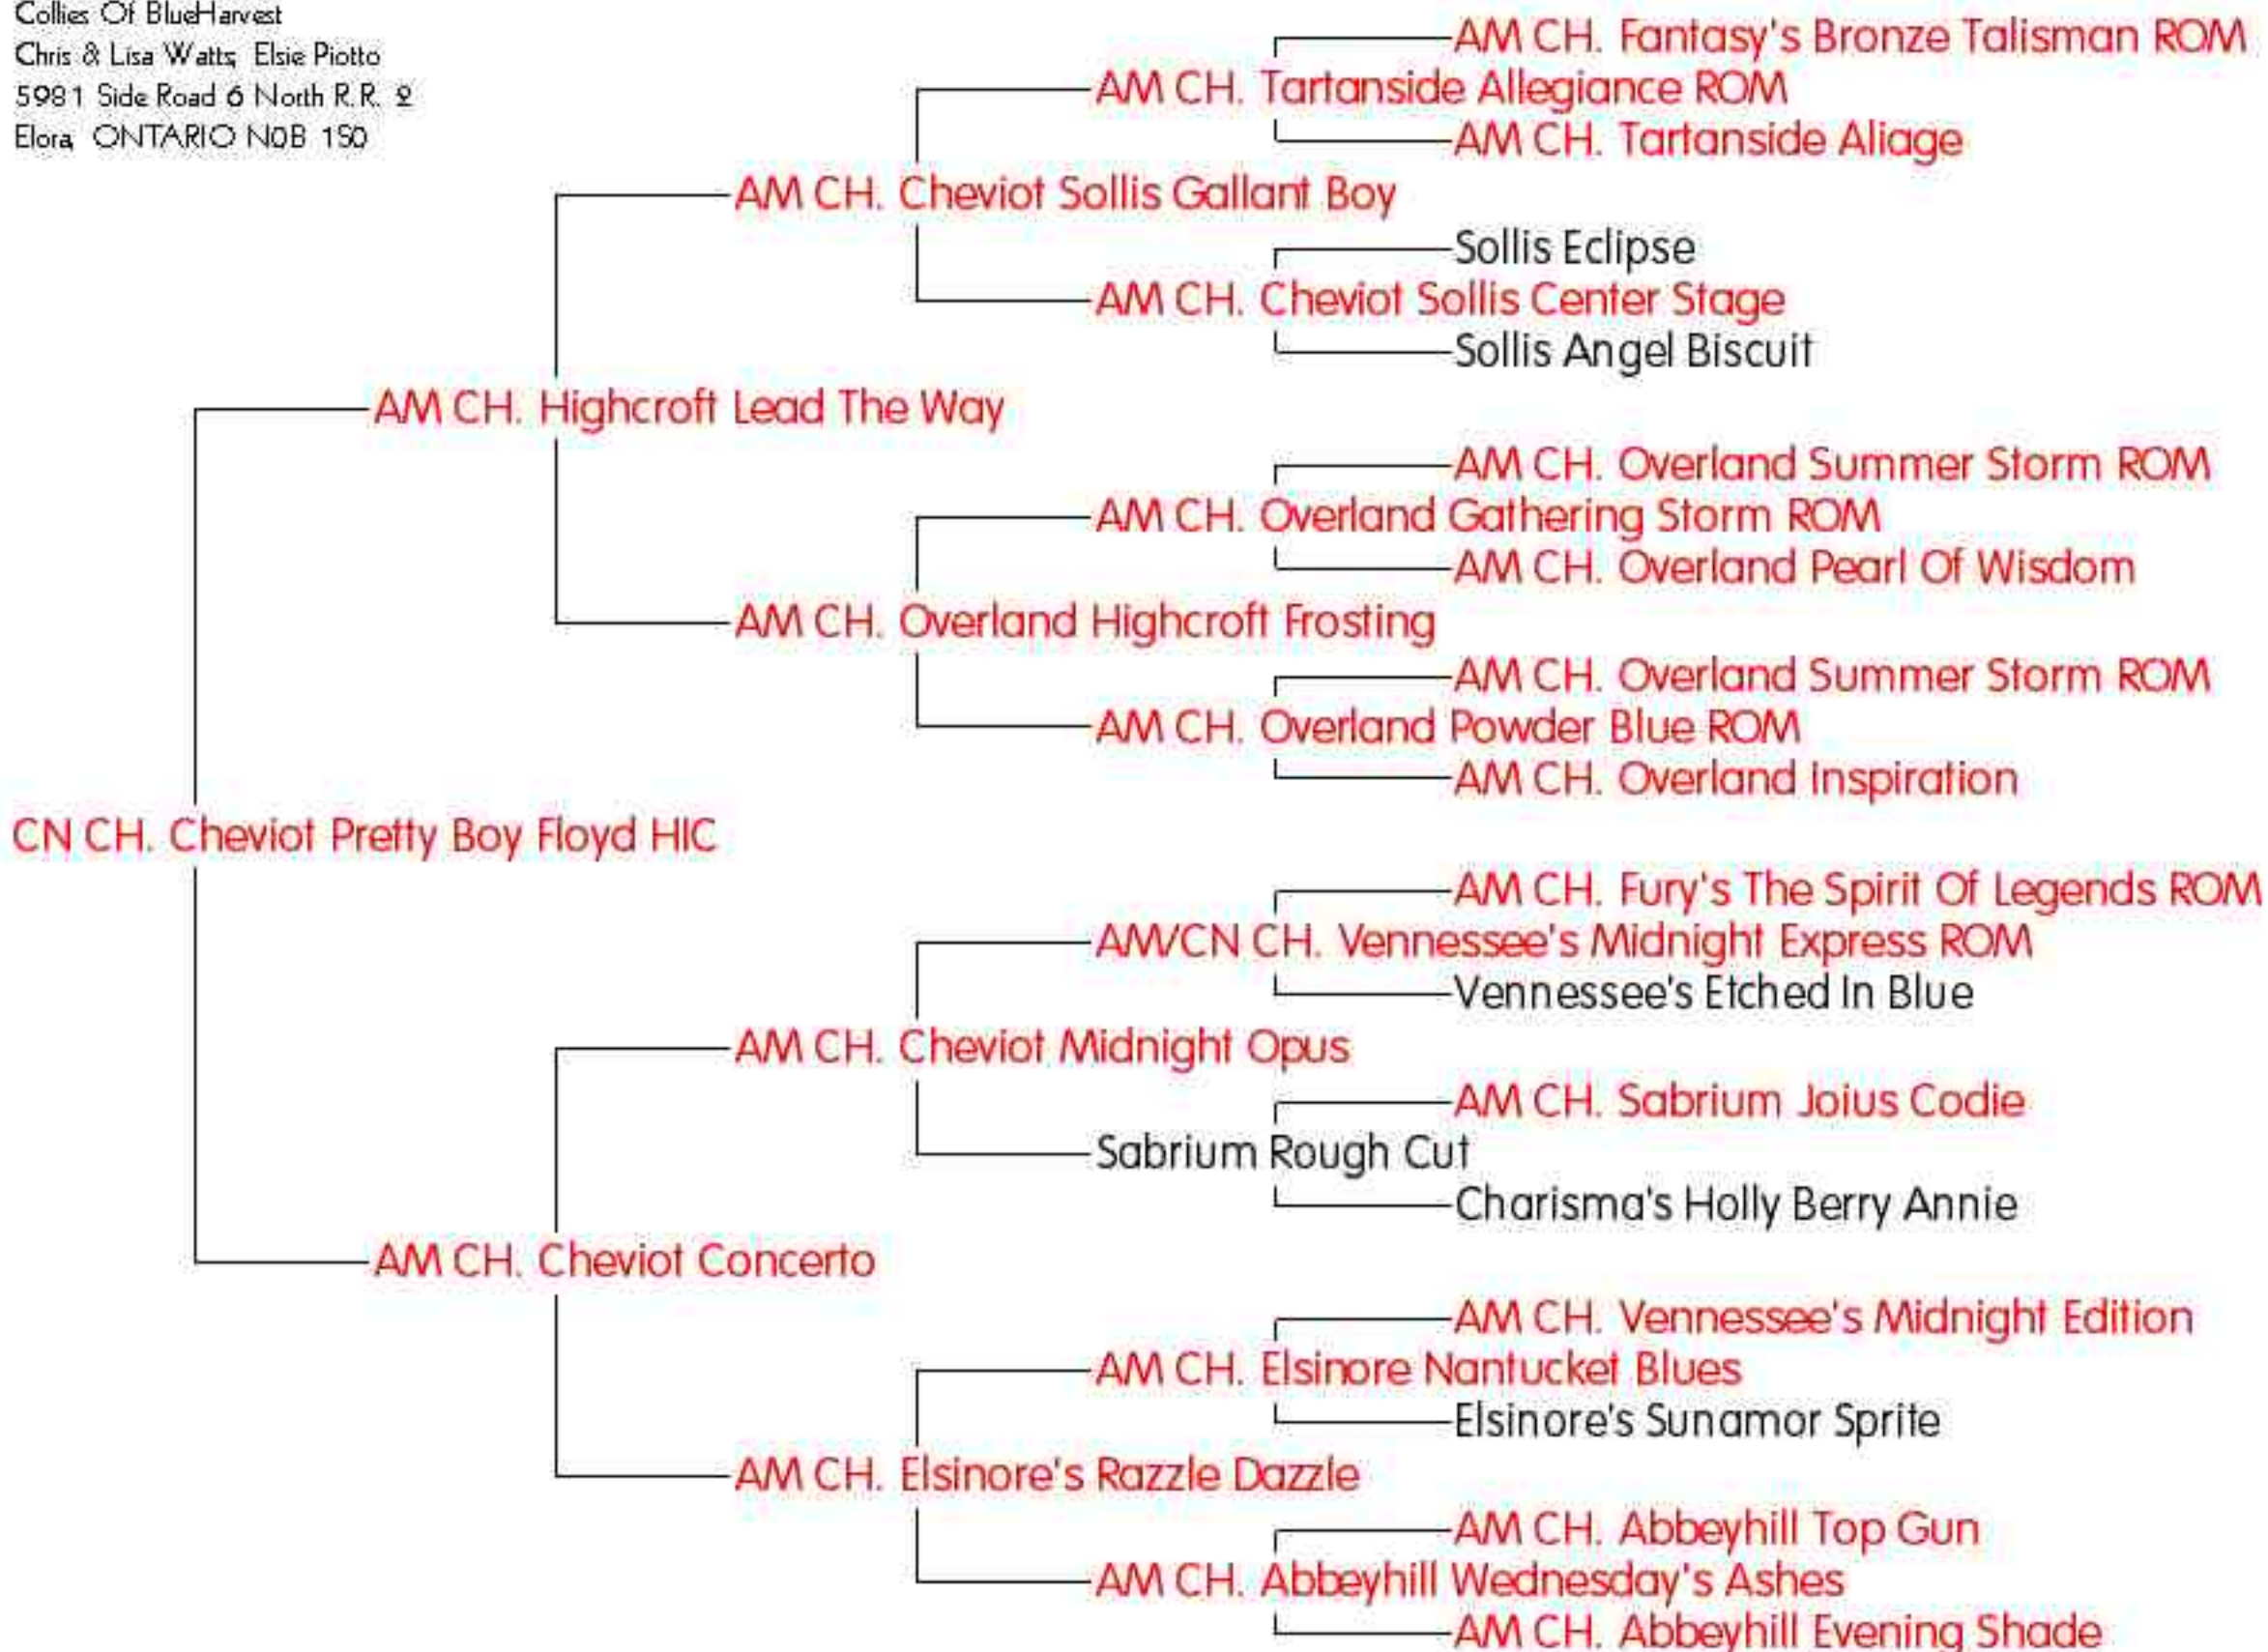 Collies Of BlueHarvest
Chris & Lisa Watts, Elsie Piotto
5981 Side Road 6 North R.R. 2
Elora, ONTARIO N0B 1S0
AM CH. Fantasy's Bronze Talisman ROM
AM CH. Tartanside Allegiance ROM
AM CH. Tartanside Aliage
AM CH. Cheviot Sollis Gallant Boy
Sollis Eclipse
AM CH. Cheviot Sollis Center Stage
Sollis Angel Biscuit
AM CH. Highcroft Lead The Way
AM CH. Overland Summer Storm ROM
AM CH. Overland Gathering Storm ROM
AM CH. Overland Pearl Of Wisdom
AM CH. Overland Highcroft Frosting
AM CH. Overland Summer Storm ROM
AM CH. Overland Powder Blue ROM
AM CH. Overland Inspiration
CN CH. Cheviot Pretty Boy Floyd HIC
AM CH. Fury's The Spirit Of Legends ROM
AM/CN CH. Vennessee's Midnight Express ROM
Vennessee's Etched In Blue
AM CH. Cheviot Midnight Opus
AM CH. Sabrium Joius Codie
Sabrium Rough Cut
Charisma's Holly Berry Annie
AM CH. Cheviot Concerto
AM CH. Vennessee's Midnight Edition
AM CH. Elsinore Nantucket Blues
Elsinore's Sunamor Sprite
AM CH. Elsinore's Razzle Dazzle
AM CH. Abbeyhill Top Gun
AM CH. Abbeyhill Wednesday's Ashes
AM CH. Abbeyhill Evening Shade